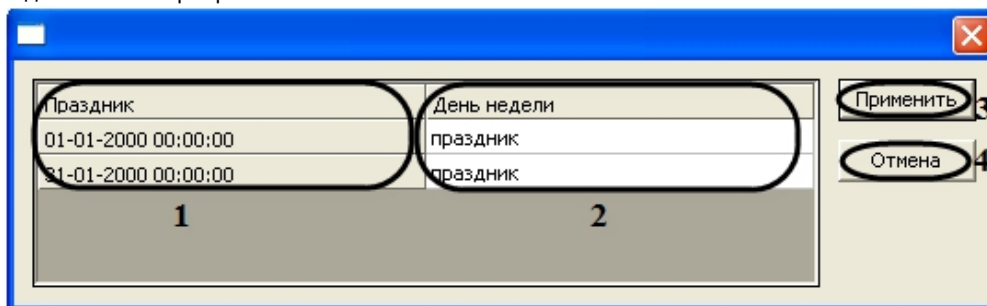 Праздник День недели Применить 3
01-01-2000 00:00:00 праздник
Отмена 4
31-01-2000 00:00:00 праздник
1 2